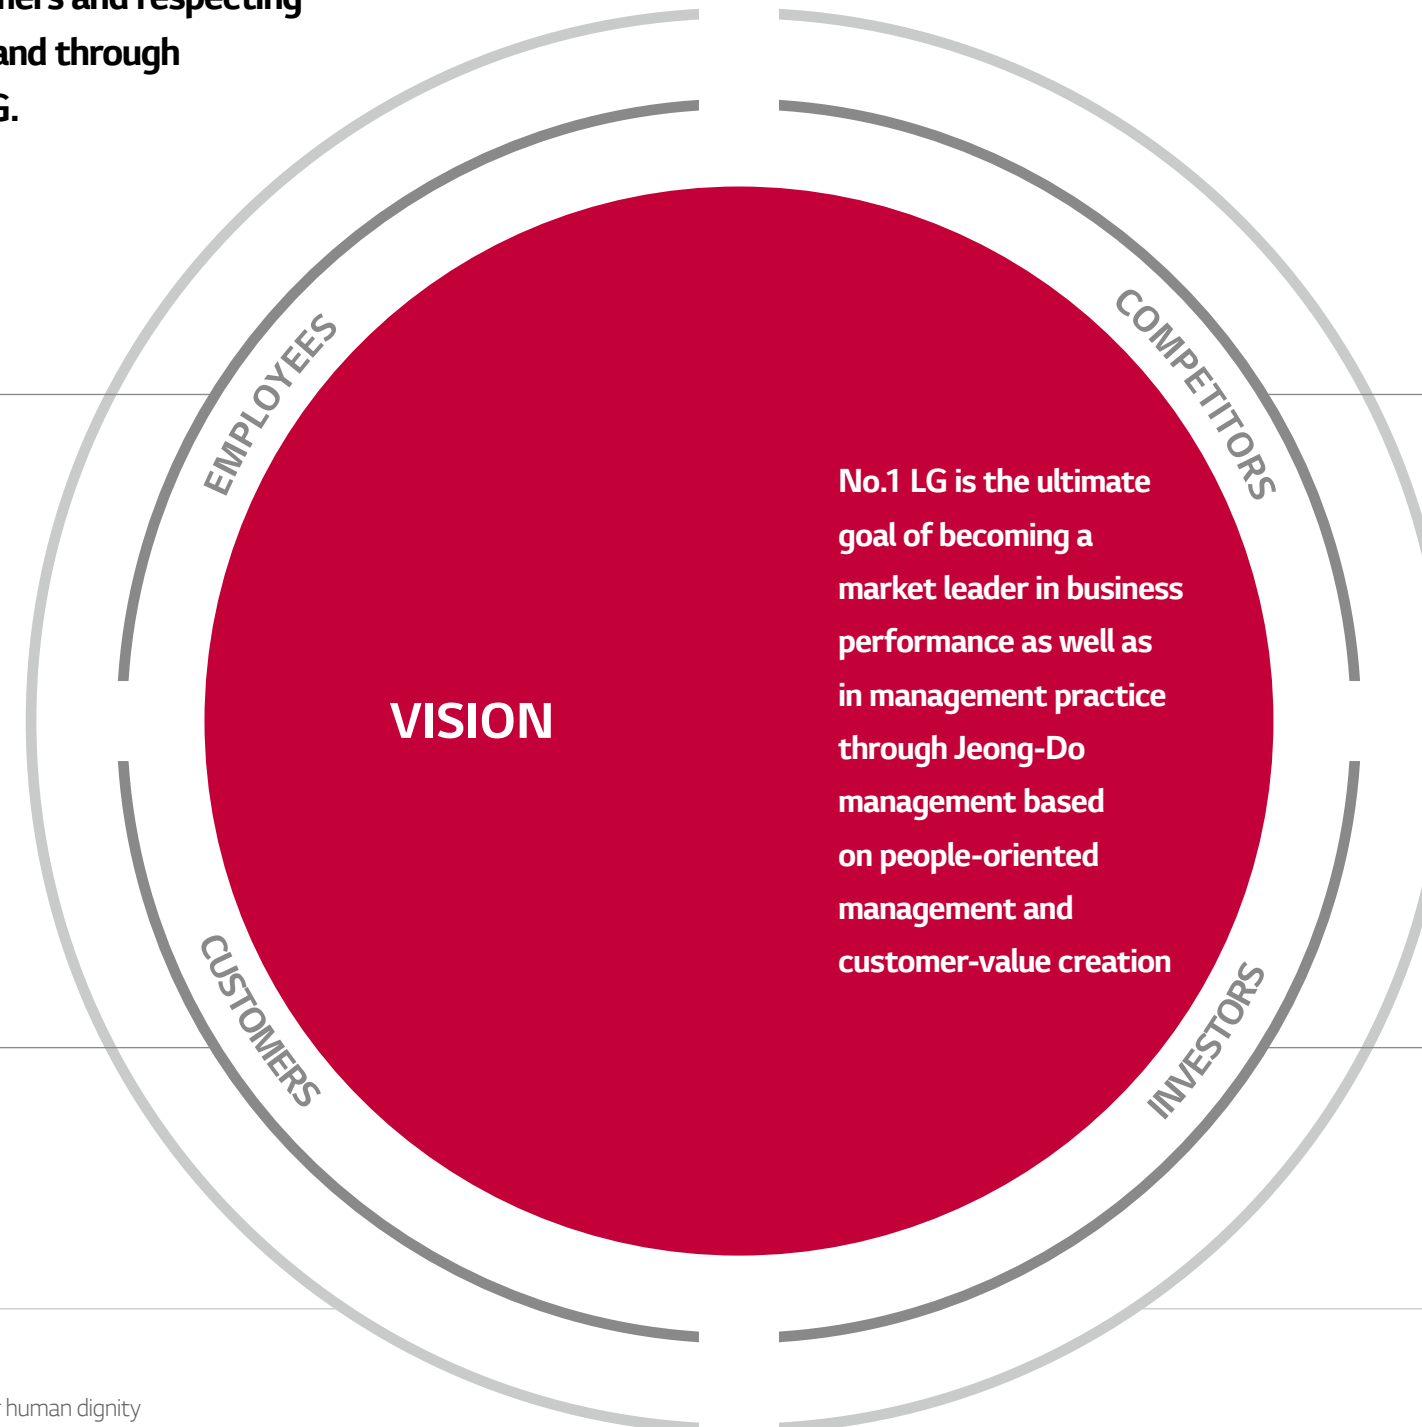 and respecting
and through
G.
EMPLOYEES
COMPETITORS
No.1 LG is the ultimate
goal of becoming a
market leader in business
performance as well as
in management practice
through Jeong-Do
management based
on people-oriented
management and
customer-value creation
VISION
CUSTOMERS
INVESTORS
human dignity